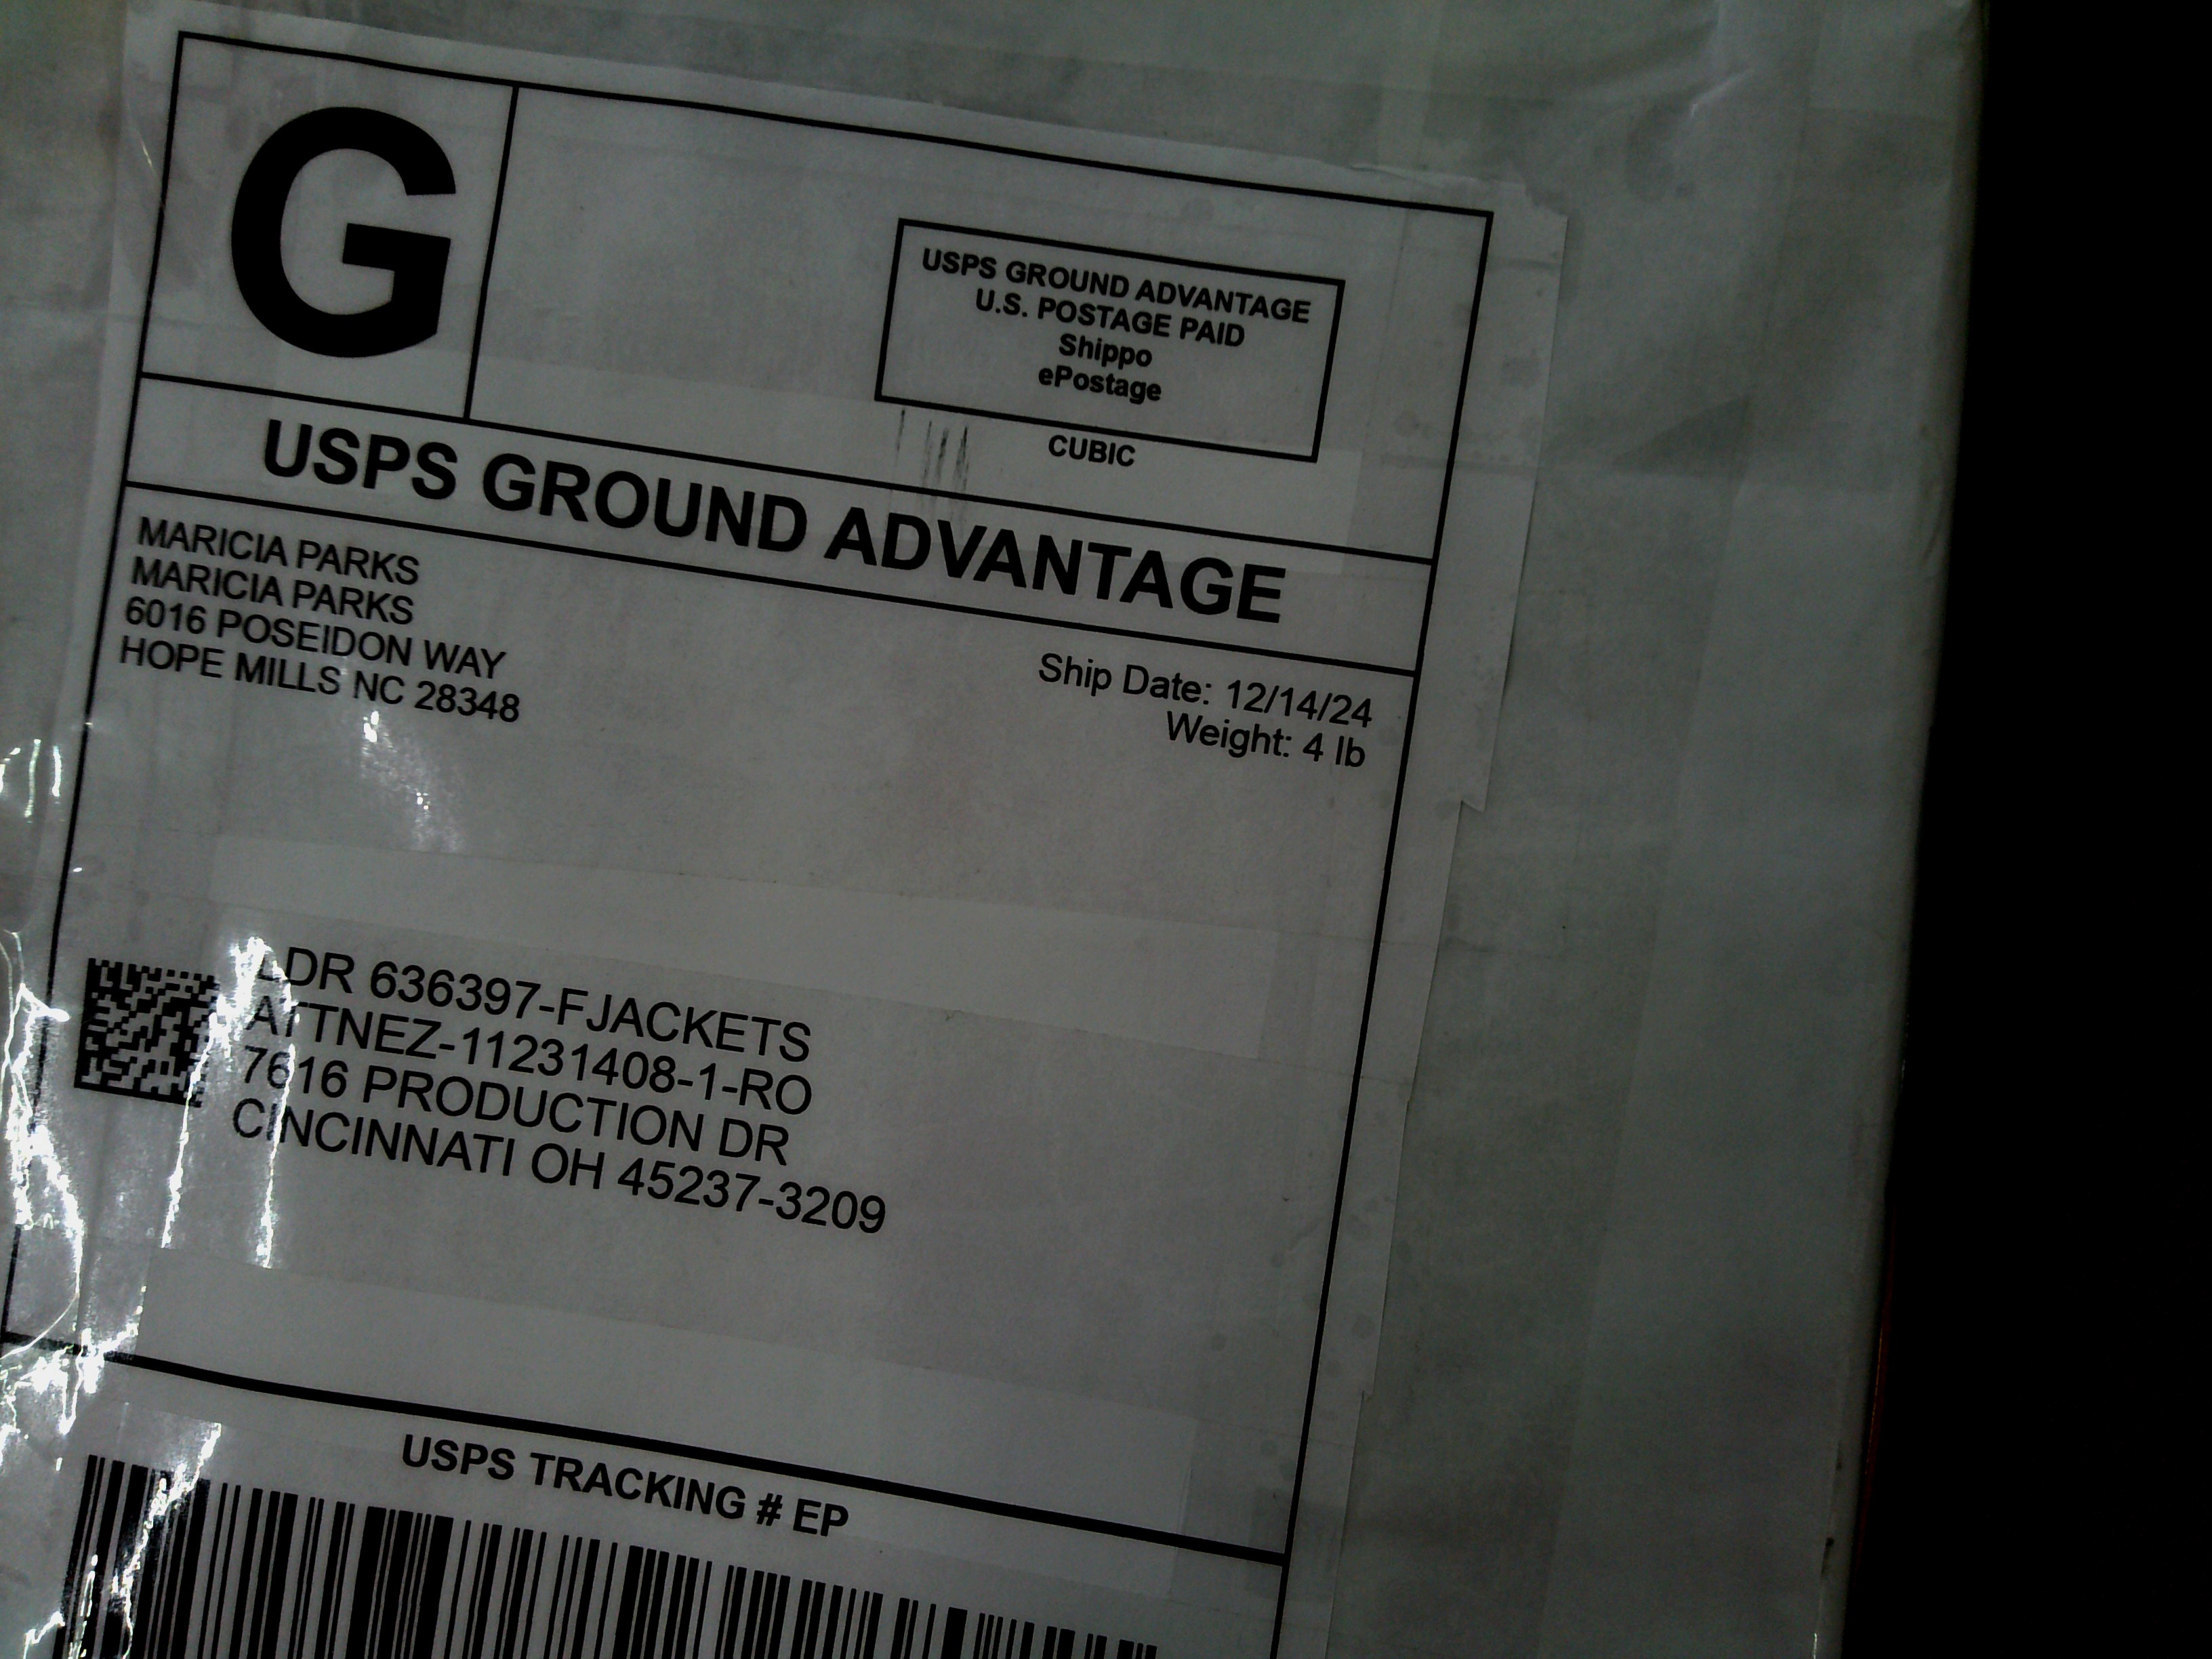 G
USPS GROUND ADVANTAGE
U.S. POSTAGE PAID
Shippo
ePostage
CUBIC
USPS GROUND ADVANTAGE
MARICIA PARKS
MARICIA PARKS
6016 POSEIDON WAY
HOPE MILLS NC 28348
Ship Date: 12/14/24
Weight: 4 lb
LDR 636397-FJACKETS
ATTNEZ-11231408-1-RO
7616 PRODUCTION DR
CINCINNATI OH 45237-3209
USPS TRACKING # EP